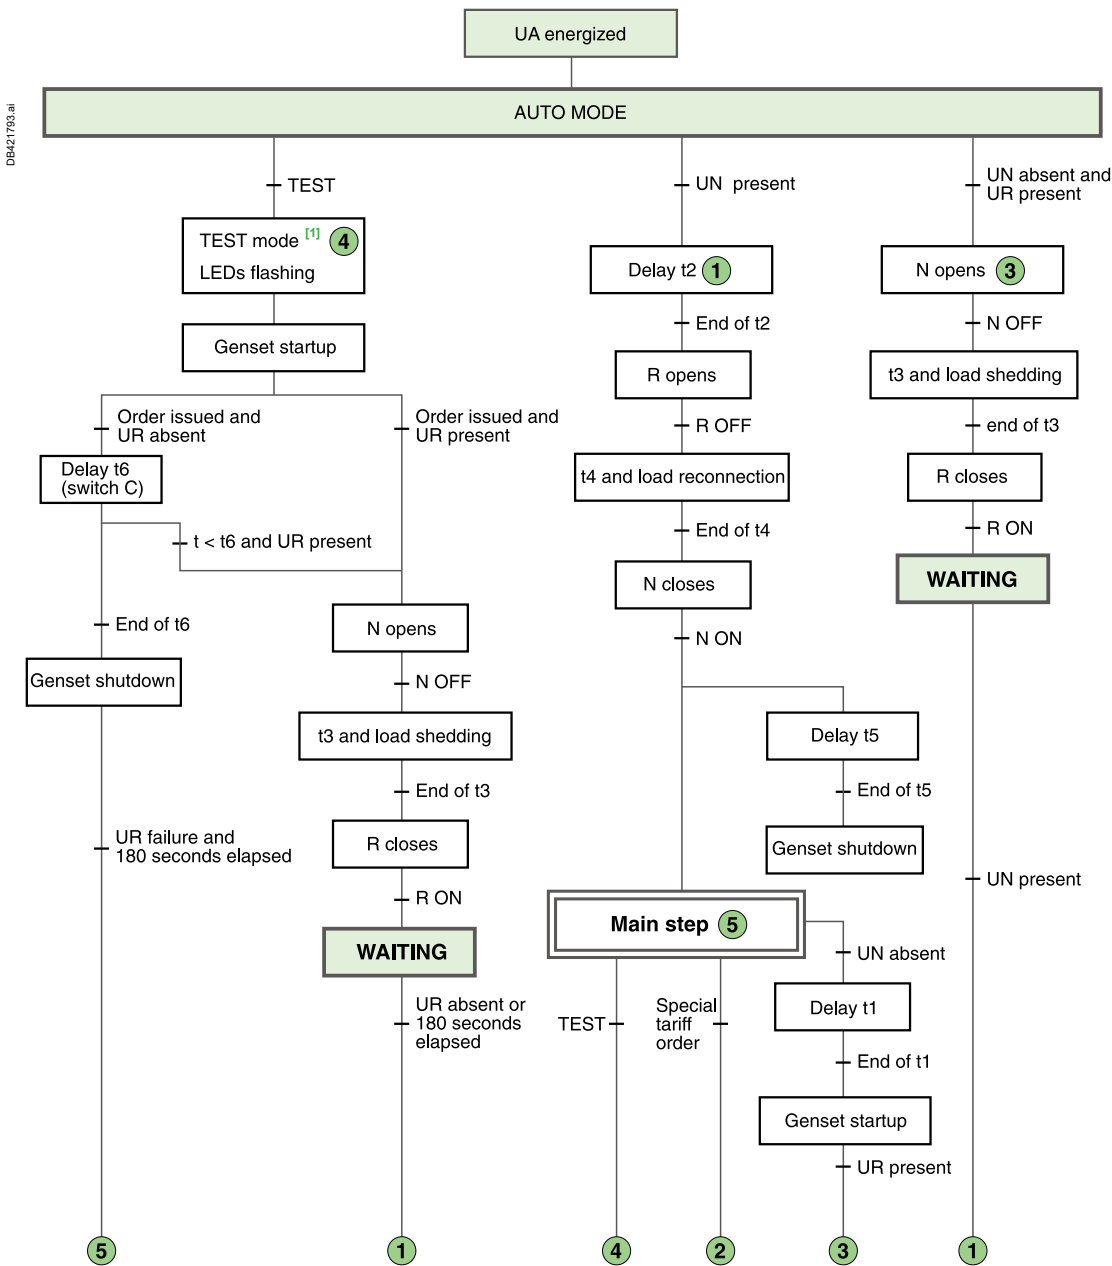 UA energized
DB421793.ai
AUTO MODE
TEST
TEST mode [1] 4
LEDs flashing
Genset startup
Order issued and
UR absent
Delay t6
(switch C)
t < t6 and UR present
End of t6
Genset shutdown
UR failure and
180 seconds elapsed
5
Order issued and
UR present
N opens
N OFF
t3 and load shedding
End of t3
R closes
R ON
WAITING
UR absent or
180 seconds
elapsed
1
UN present
Delay t2 1
End of t2
R opens
R OFF
t4 and load reconnection
End of t4
N closes
N ON
Delay t5
End of t5
Genset shutdown
Main step 5
TEST
4
Special
tariff
order
2
UN absent
Delay t1
End of t1
Genset startup
UR present
3
UN absent and
UR present
N opens 3
N OFF
t3 and load shedding
end of t3
R closes
R ON
WAITING
UN present
1